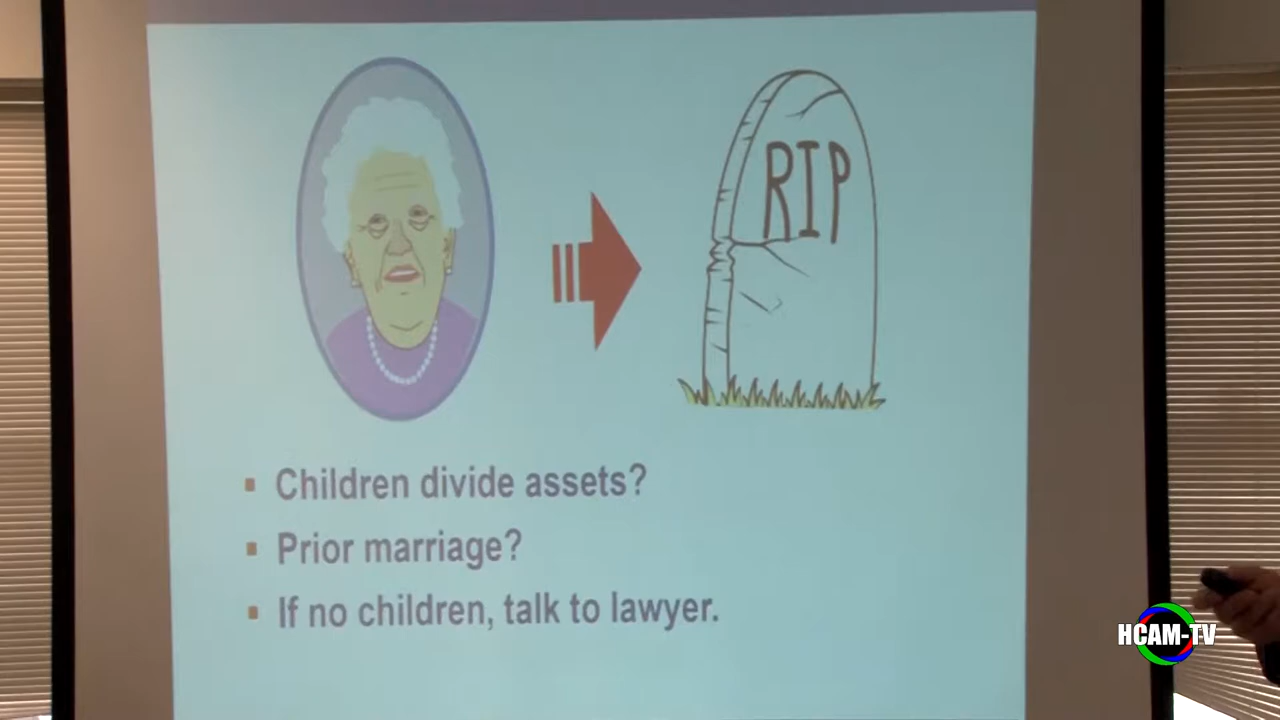 RIP
Children divide assets?
Prior marriage?
If no children, talk to lawyer.
HCAM-TV